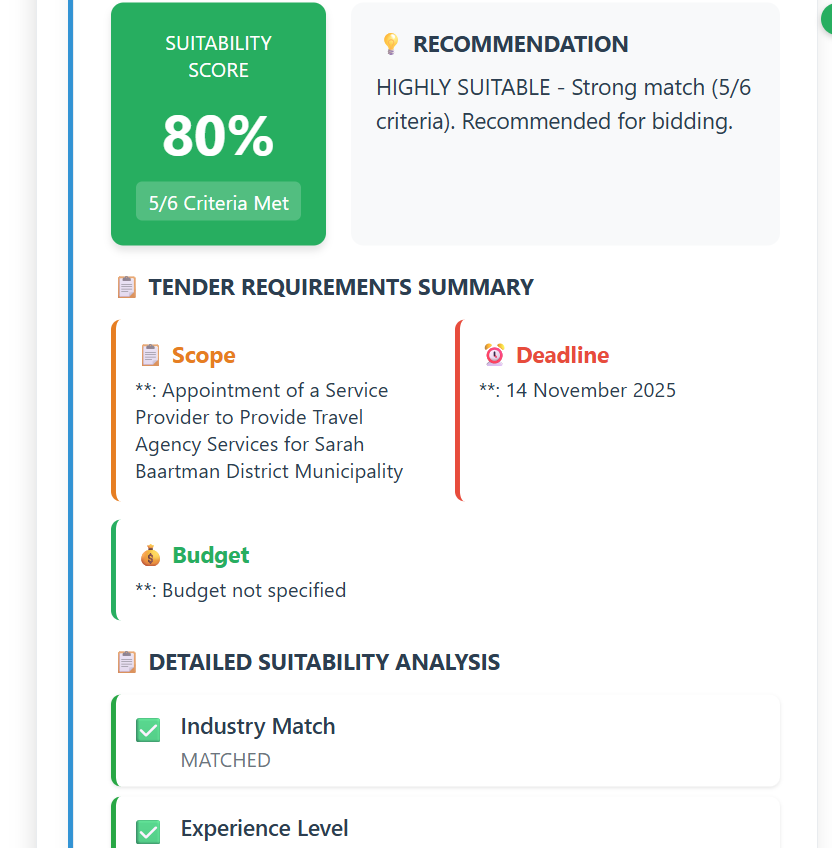 SUITABILITY
SCORE
80%
5/6 Criteria Met
RECOMMENDATION
HIGHLY SUITABLE - Strong match (5/6
criteria). Recommended for bidding.
TENDER REQUIREMENTS SUMMARY
Scope
**: Appointment of a Service
Provider to Provide Travel
Agency Services for Sarah
Baartman District Municipality
Deadline
**: 14 November 2025
Budget
**: Budget not specified
DETAILED SUITABILITY ANALYSIS
Industry Match
MATCHED
Experience Level